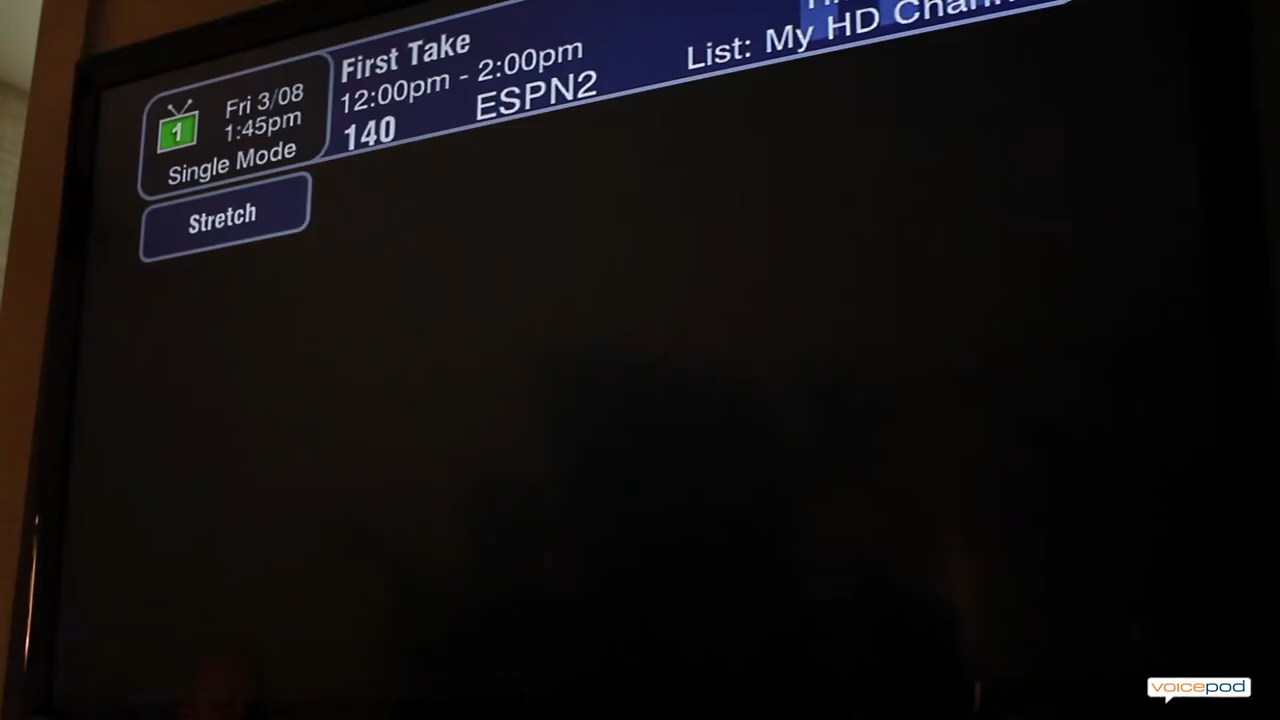 Fri 3/08
1:45pm
1
Single Mode
First Take
12:00pm - 2:00pm
140
ESPN2
List: My HD
Stretch
voicepod